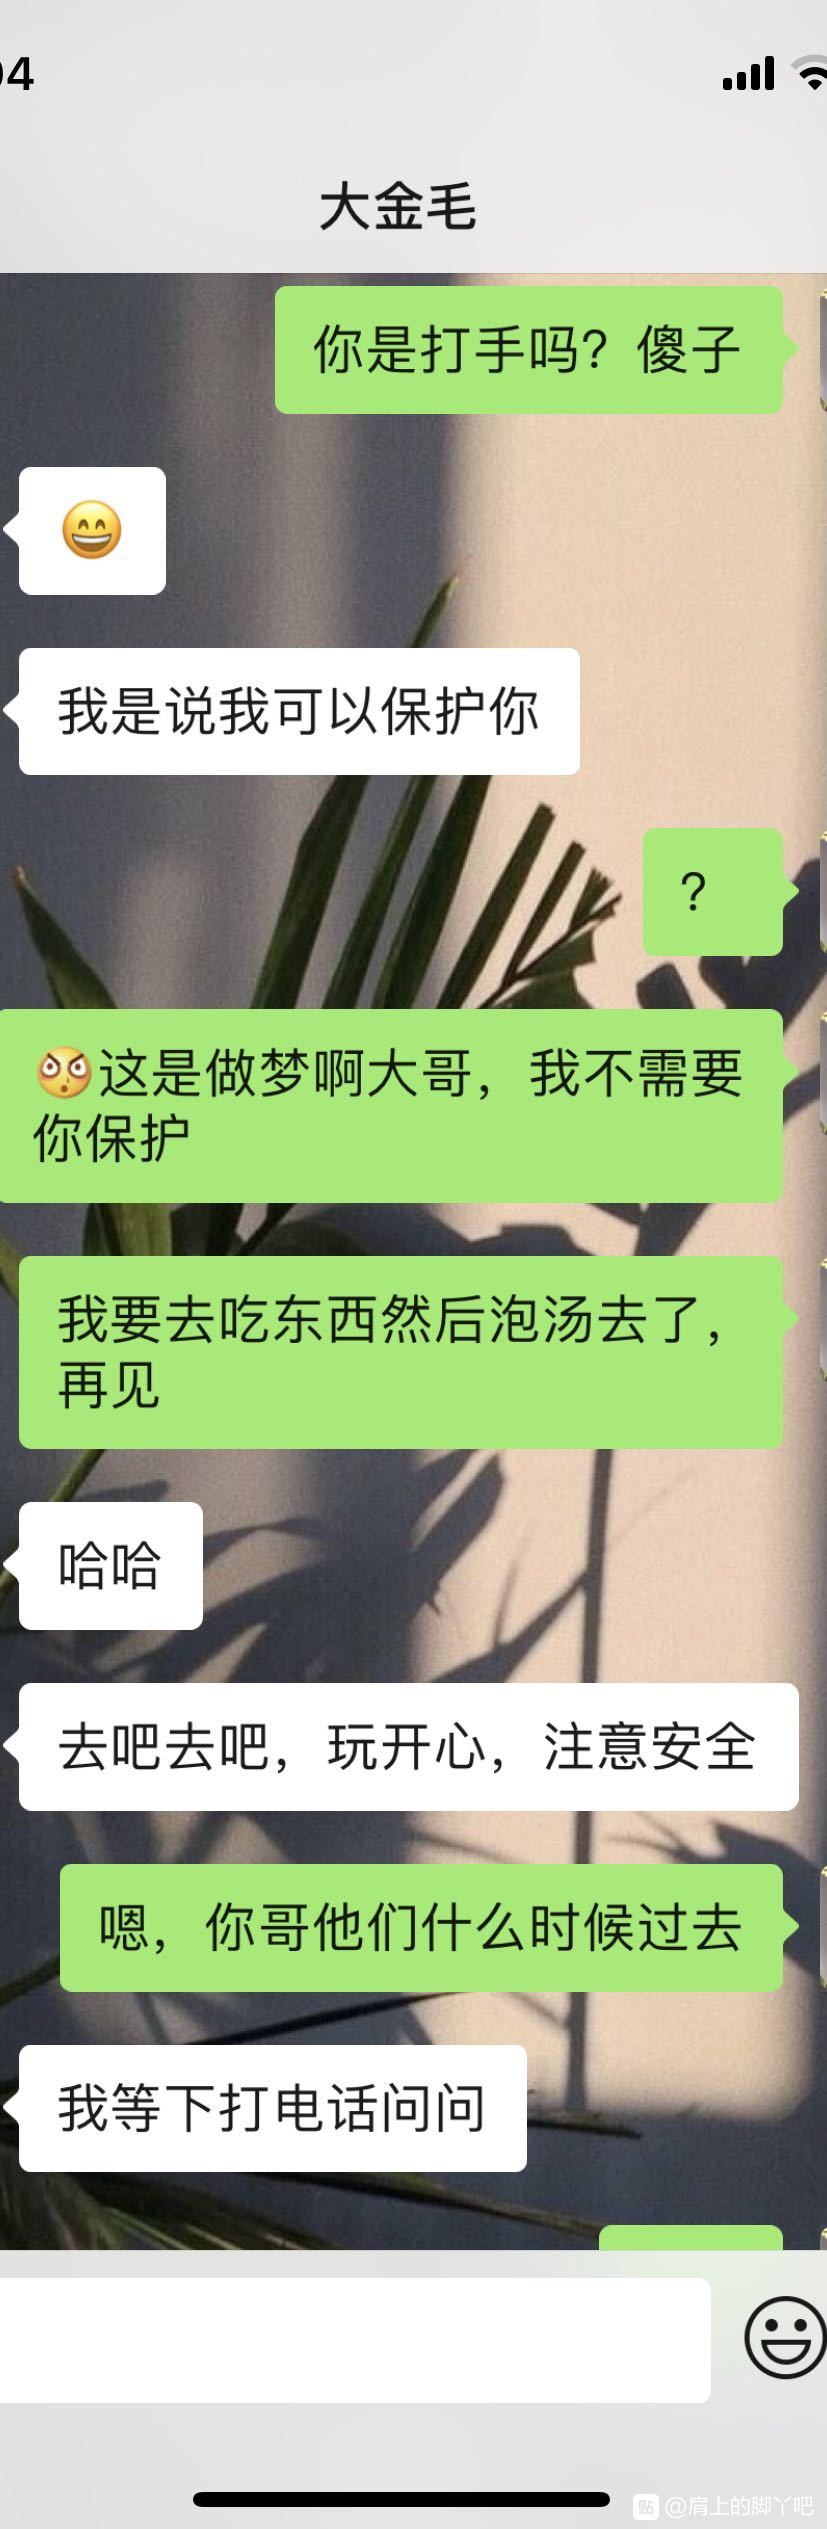 04
大金毛
你是打手吗？傻子
😄
我是说我可以保护你
？
这是做梦啊大哥，我不需要
你保护
我要去吃东西然后泡汤去了，
再见
哈哈
去吧去吧，玩开心，注意安全
嗯，你哥他们什么时候过去
我等下打电话问问
贴 @肩上的脚丫吧